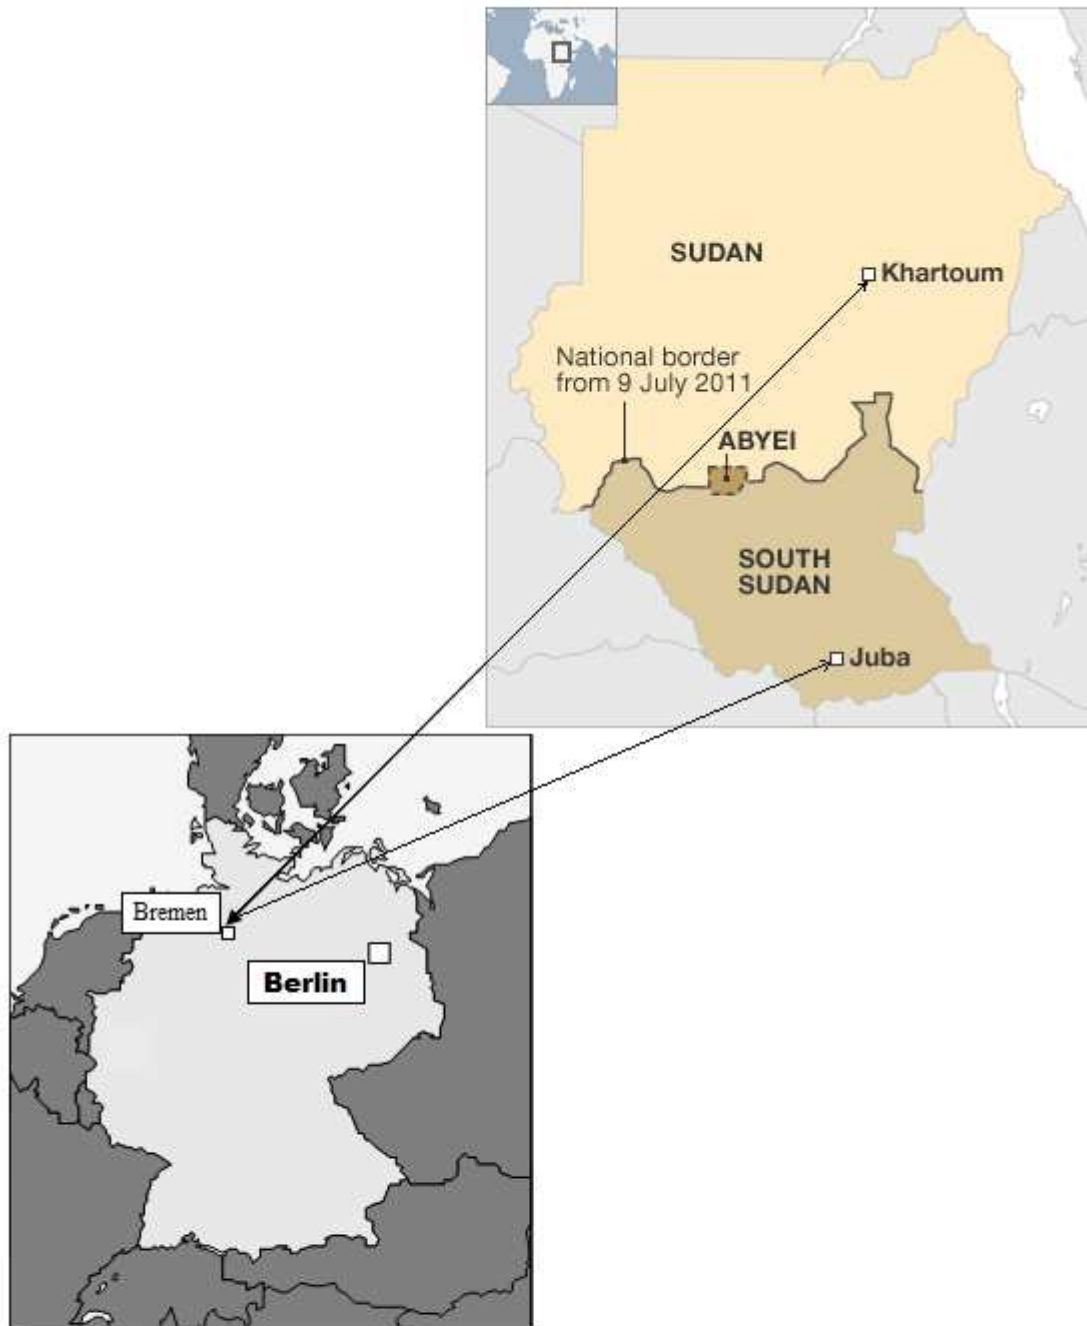 SUDAN
Khartoum
National border
from 9 July 2011
ABYEI
SOUTH
SUDAN
Juba
Bremen
Berlin